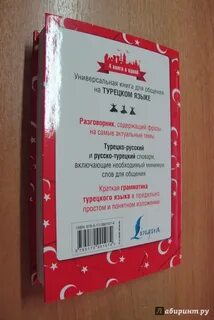 4 книги в одной
Универсальная книга для общения
на ТУРЕЦКОМ ЯЗЫКЕ
Разговорник, содержащий фразы
на самые актуальные темы
Турецко-русский
и русско-турецкий словари,
включающие необходимый минимум
слов для общения
Краткая грамматика
турецкого языка в предельно
простом и понятном изложении
Lingua
Лабиринт.ру